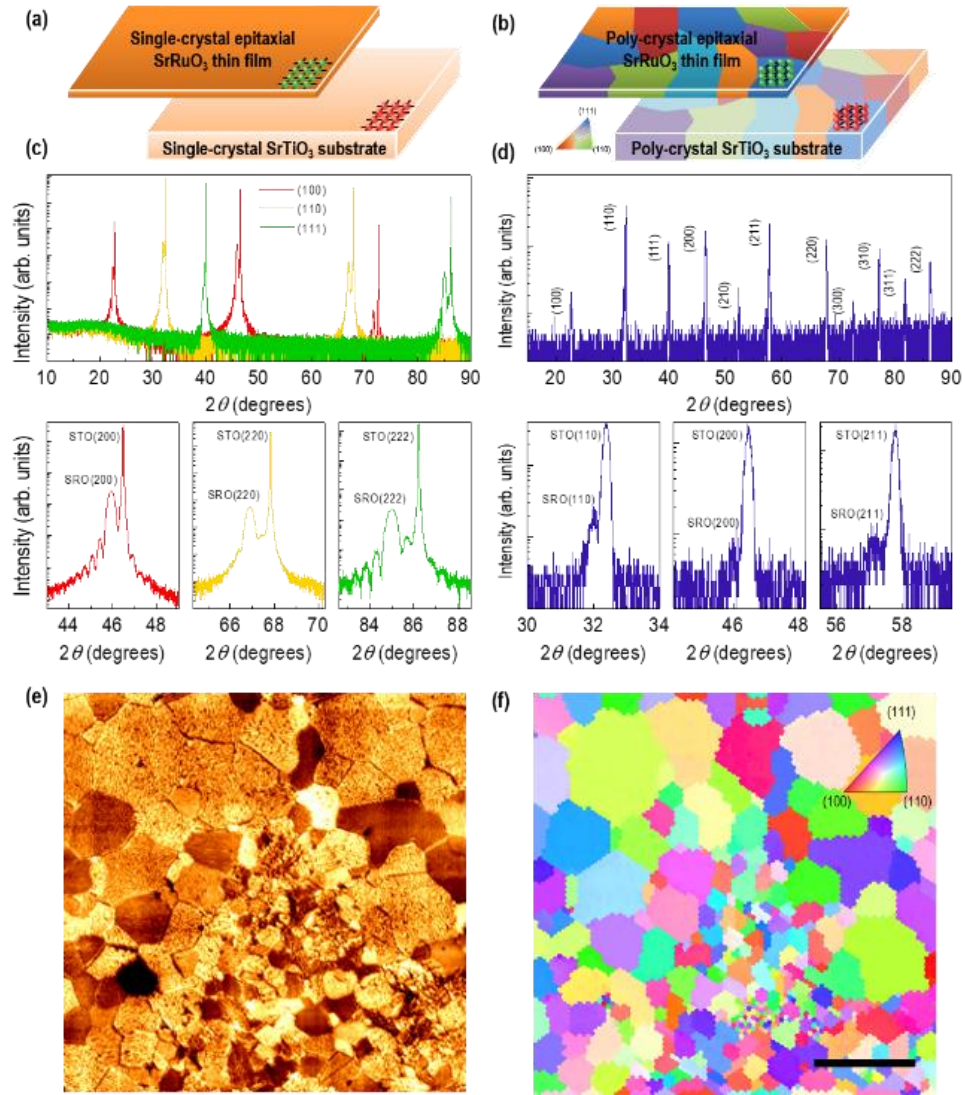 (a)
Single-crystal epitaxial
SrRuO3 thin film
Single-crystal SrTiO3 substrate
(b)
Poly-crystal epitaxial
SrRuO3 thin film
(111)
(100)
(110)
Poly-crystal SrTiO3 substrate
(c)
Intensity (arb. units)
(100)
(110)
(111)
10 20 30 40 50 60 70 80 90
2θ (degrees)
(d)
Intensity (arb. units)
(100)
(110)
(111)
(200)
(210)
(211)
(220)
(300)
(310)
(311)
(222)
20 30 40 50 60 70 80 90
2θ (degrees)
Intensity (arb. units)
STO(200)
SRO(200)
44 46 48
2θ (degrees)
STO(220)
SRO(220)
66 68 70
2θ (degrees)
STO(222)
SRO(222)
84 86 88
2θ (degrees)
Intensity (arb. units)
STO(110)
SRO(110)
30 32 34
2θ (degrees)
STO(200)
SRO(200)
46 48
2θ (degrees)
STO(211)
SRO(211)
56 58
2θ (degrees)
(e)
(f)
(111)
(100)
(110)